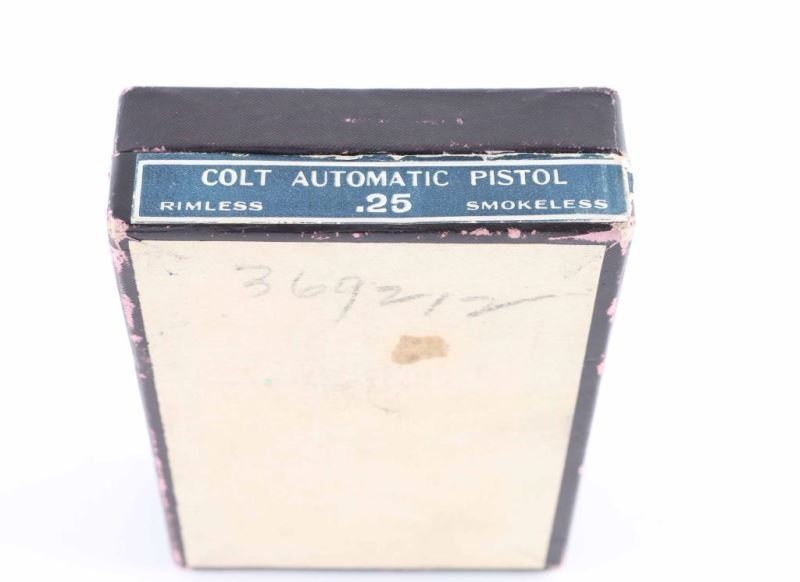 COLT AUTOMATIC PISTOL
RIMLESS .25 SMOKELESS
369212